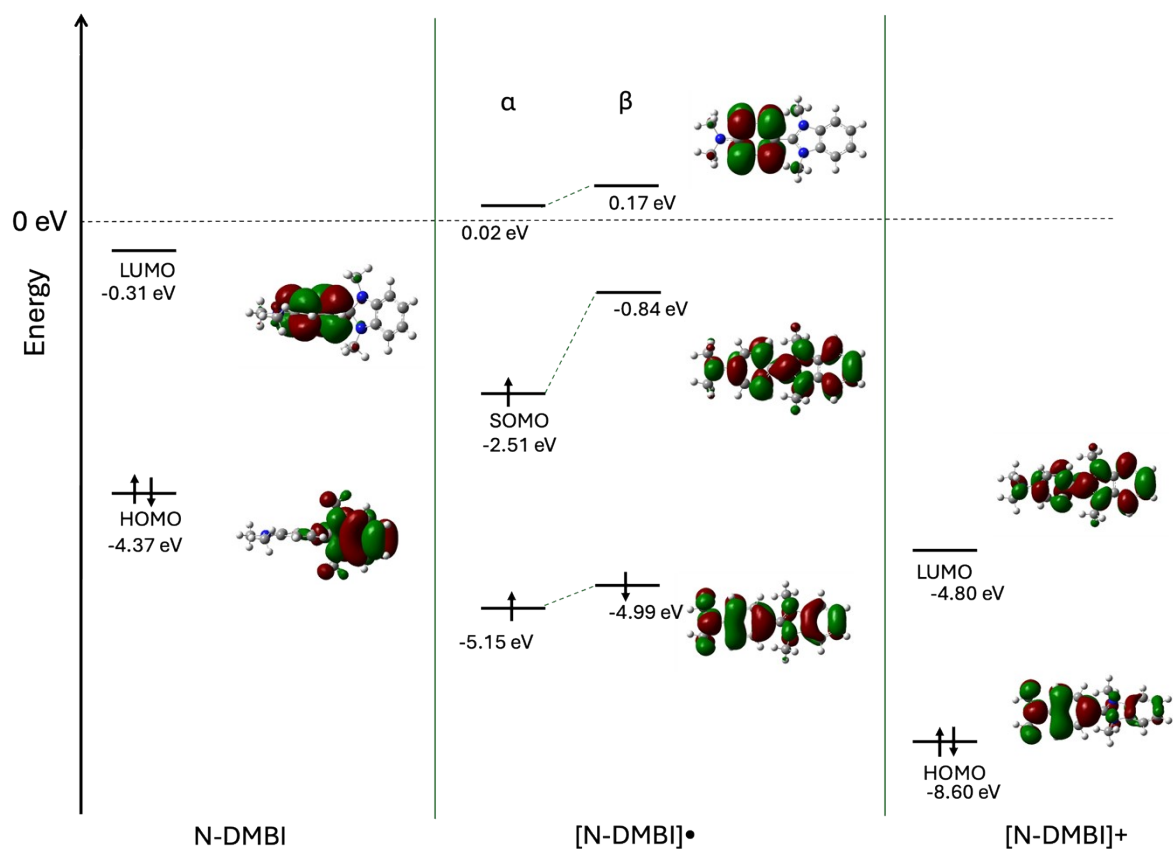 Energy
0 eV
LUMO
-0.31 eV
HOMO
-4.37 eV
N-DMBI
α
β
0.02 eV
0.17 eV
SOMO
-2.51 eV
-0.84 eV
-5.15 eV
-4.99 eV
[N-DMBI]•
LUMO
-4.80 eV
HOMO
-8.60 eV
[N-DMBI]+